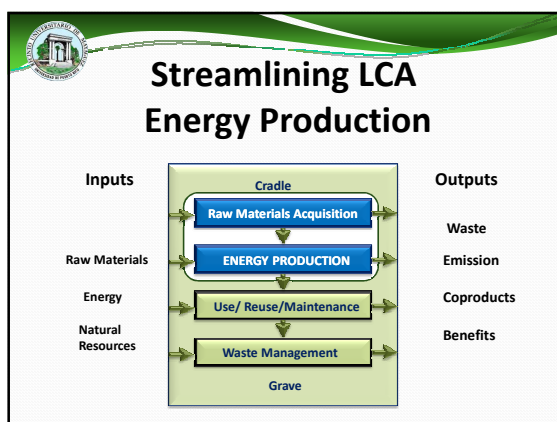 Streamlining LCA
Energy Production
Inputs
Cradle
Outputs
Raw Materials Acquisition
Waste
Raw Materials
ENERGY PRODUCTION
Emission
Energy
Use/ Reuse/Maintenance
Coproducts
Natural
Resources
Waste Management
Benefits
Grave